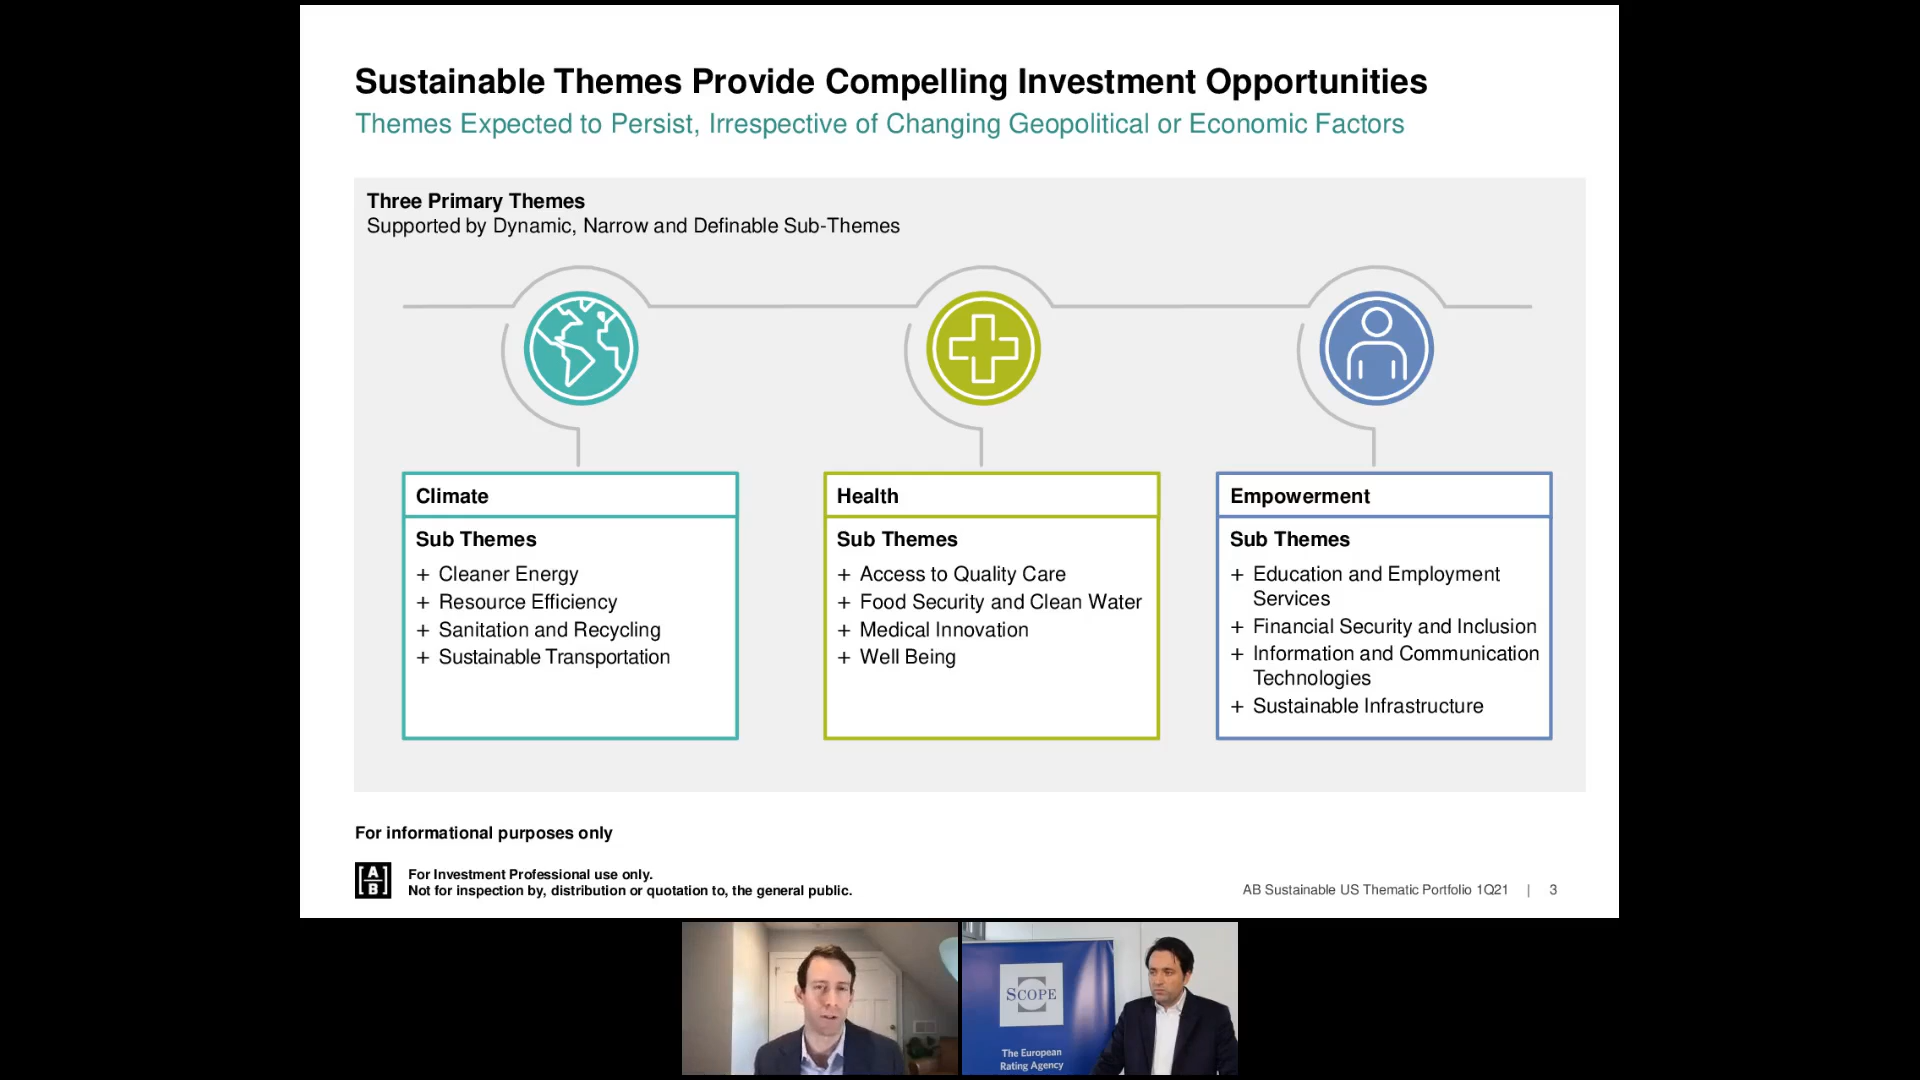 Sustainable Themes Provide Compelling Investment Opportunities
Themes Expected to Persist, Irrespective of Changing Geopolitical or Economic Factors
Three Primary Themes
Supported by Dynamic, Narrow and Definable Sub-Themes
Climate
Sub Themes
+ Cleaner Energy
+ Resource Efficiency
+ Sanitation and Recycling
+ Sustainable Transportation
Health
Sub Themes
+ Access to Quality Care
+ Food Security and Clean Water
+ Medical Innovation
+ Well Being
Empowerment
Sub Themes
+ Education and Employment
Services
+ Financial Security and Inclusion
+ Information and Communication
Technologies
+ Sustainable Infrastructure
For informational purposes only
[A B]
For Investment Professional use only.
Not for inspection by, distribution or quotation to, the general public.
AB Sustainable US Thematic Portfolio 1Q21 | 3
SCOPE
The European
Rating Agency